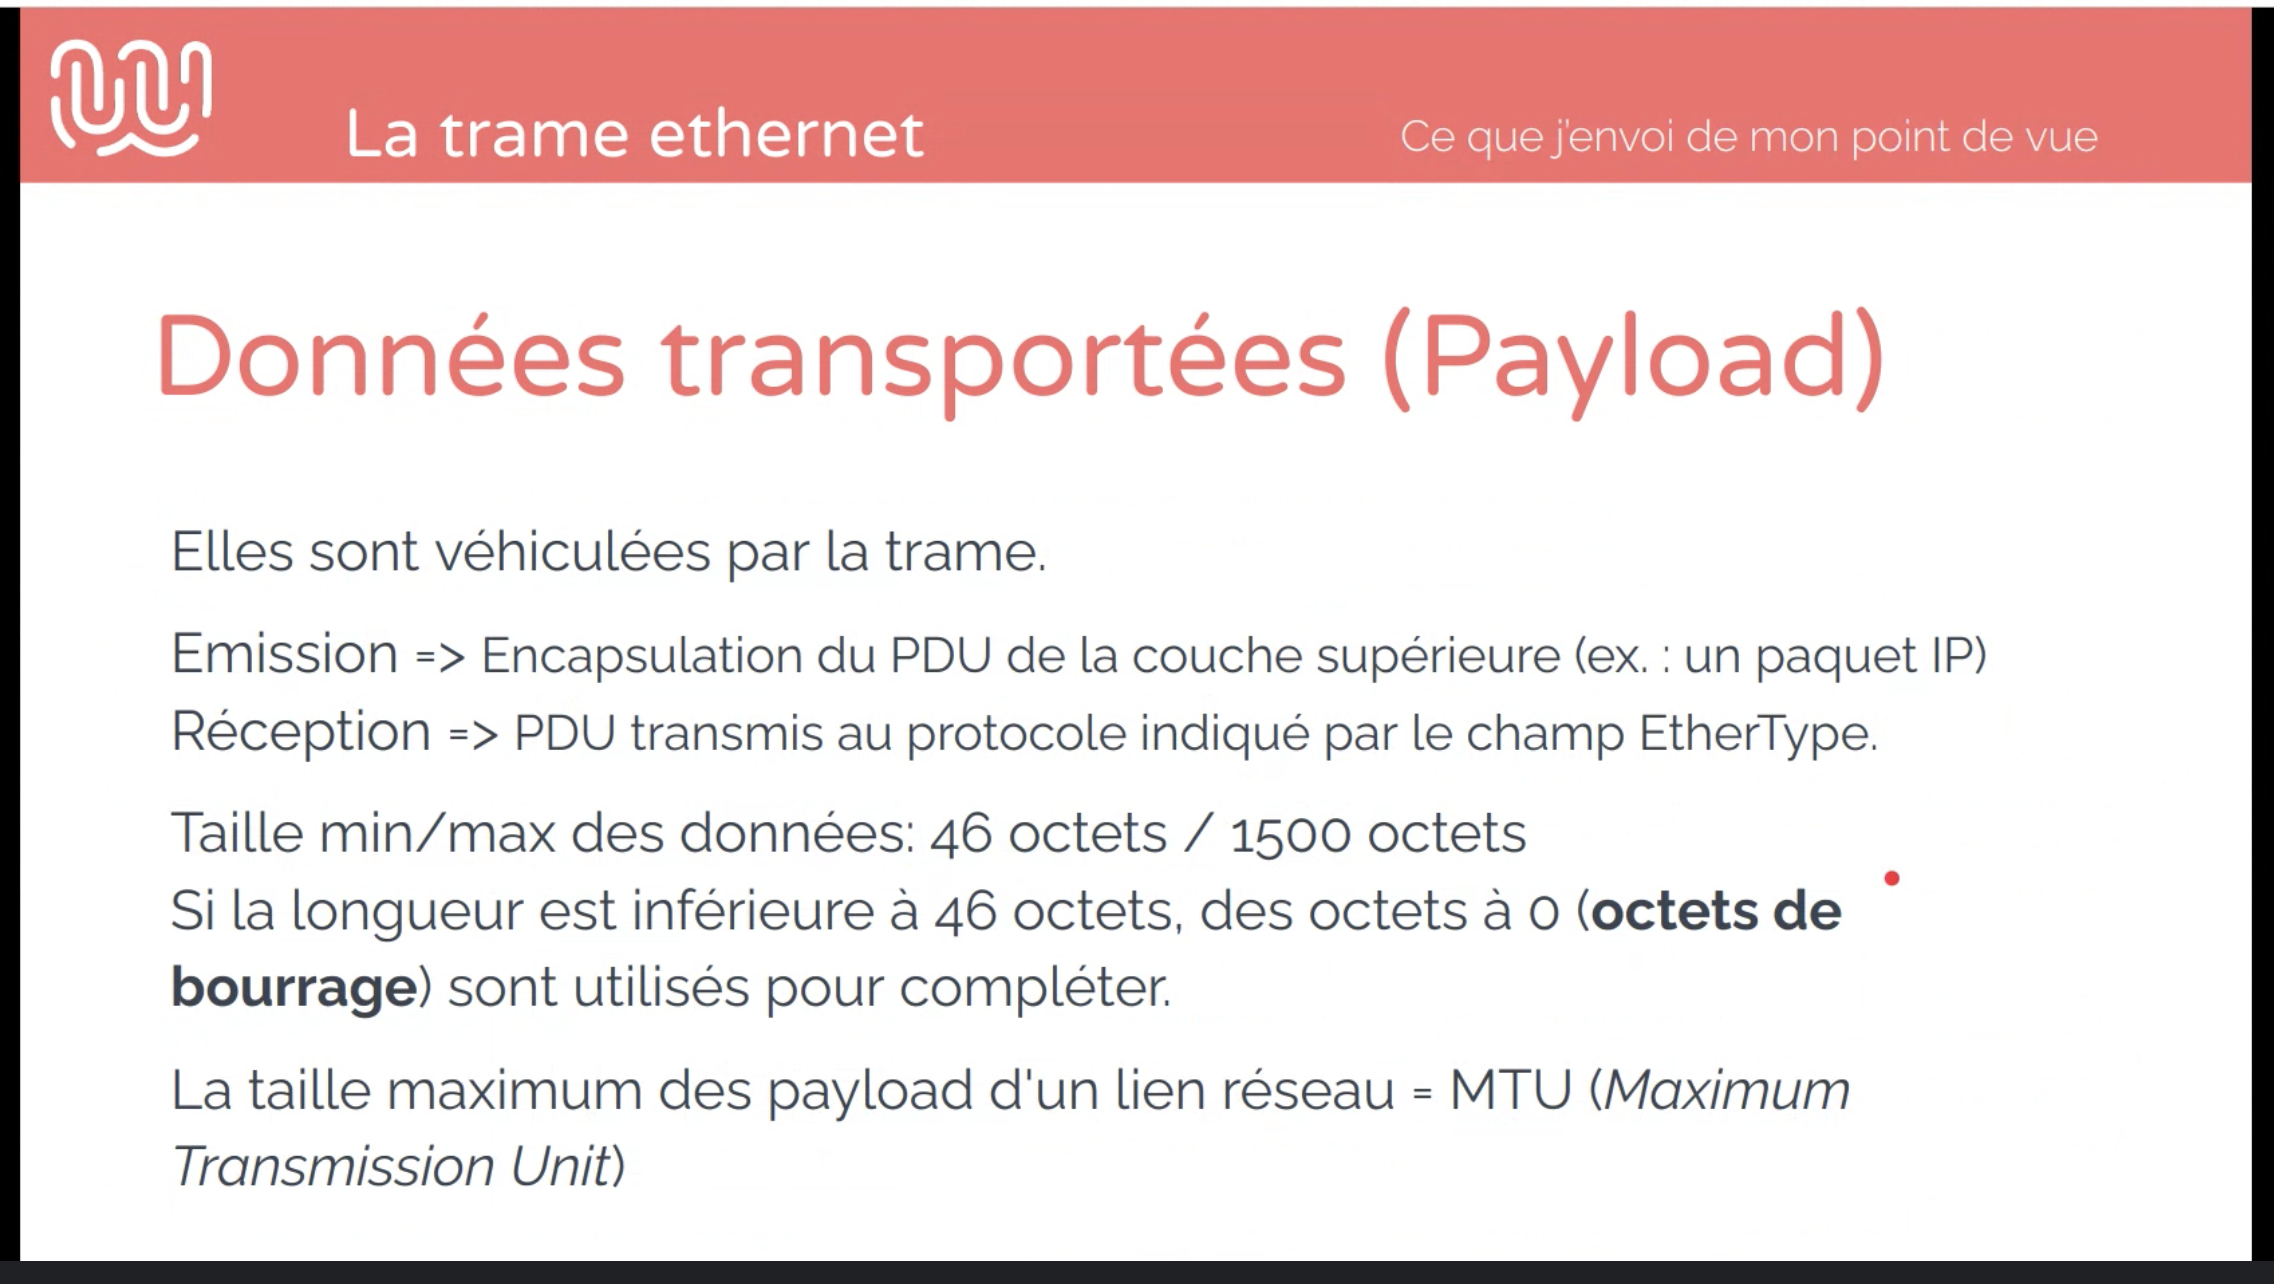 La trame ethernet
Ce que j'envoi de mon point de vue
Données transportées (Payload)
Elles sont véhiculées par la trame.
Emission => Encapsulation du PDU de la couche supérieure (ex. : un paquet IP)
Réception => PDU transmis au protocole indiqué par le champ EtherType.
Taille min/max des données: 46 octets / 1500 octets
Si la longueur est inférieure à 46 octets, des octets à 0 (octets de
bourrage) sont utilisés pour compléter.
La taille maximum des payload d'un lien réseau = MTU (Maximum
Transmission Unit)